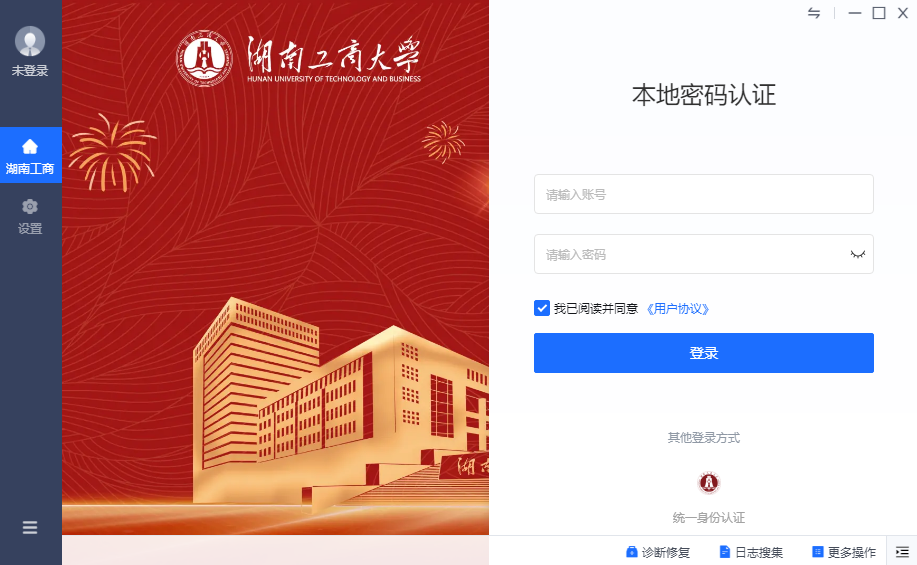 未登录
湖南工商
设置
湖南工商大学
HUNAN UNIVERSITY OF TECHNOLOGY AND BUSINESS
湖南
本地密码认证
请输入账号
请输入密码
我已阅读并同意 《用户协议》
登录
其他登录方式
统一身份认证
诊断修复 日志搜集 更多操作